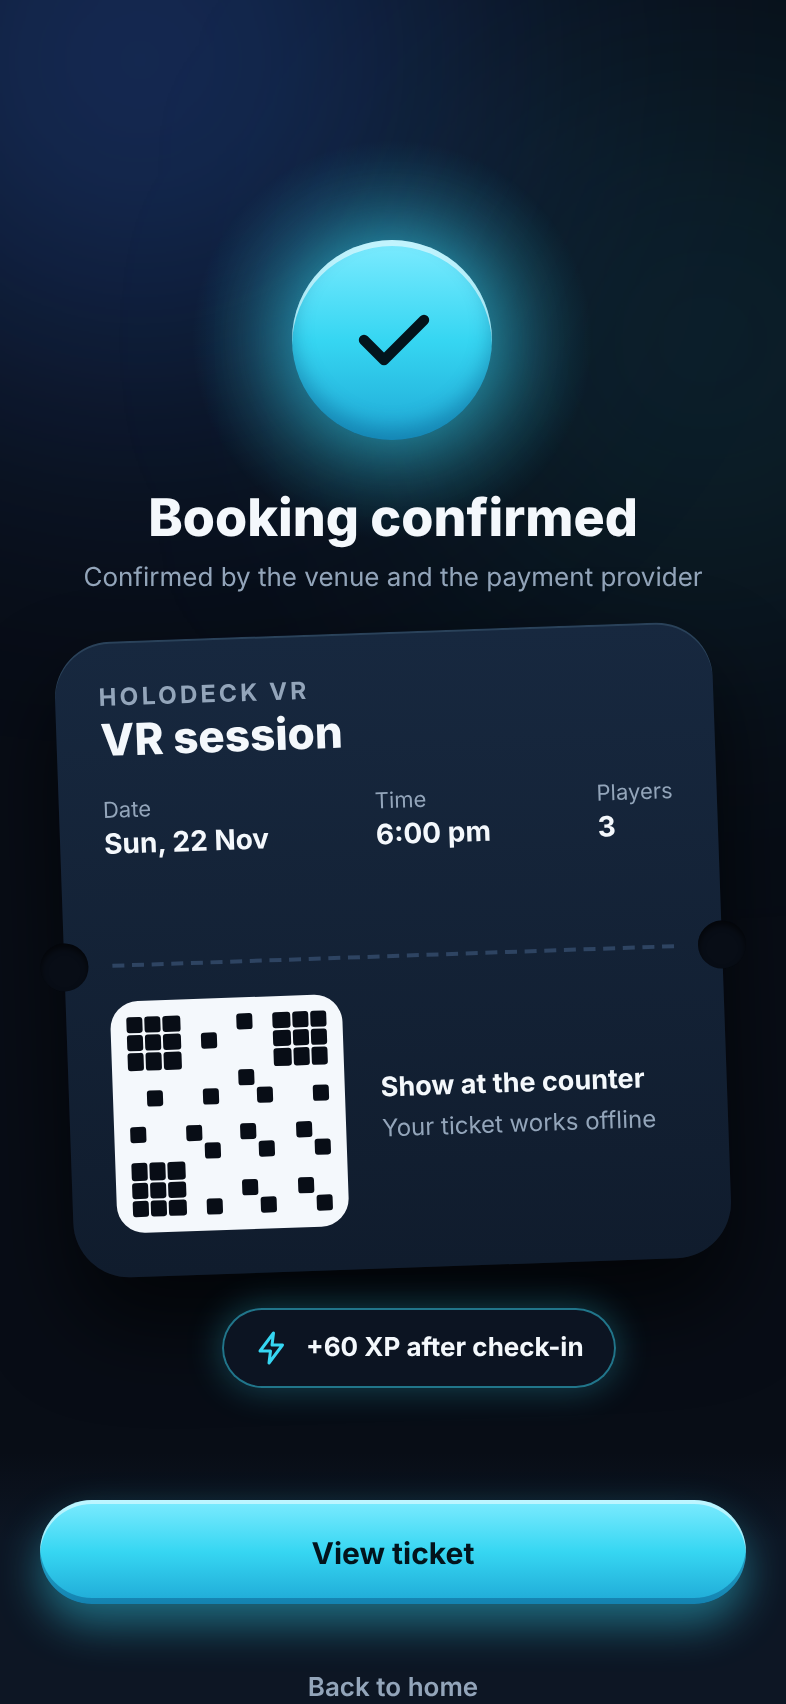 Booking confirmed
Confirmed by the venue and the payment provider
HOLODECK VR
VR session
Date
Sun, 22 Nov
Time
6:00 pm
Players
3
Show at the counter
Your ticket works offline
+60 XP after check-in
View ticket
Back to home